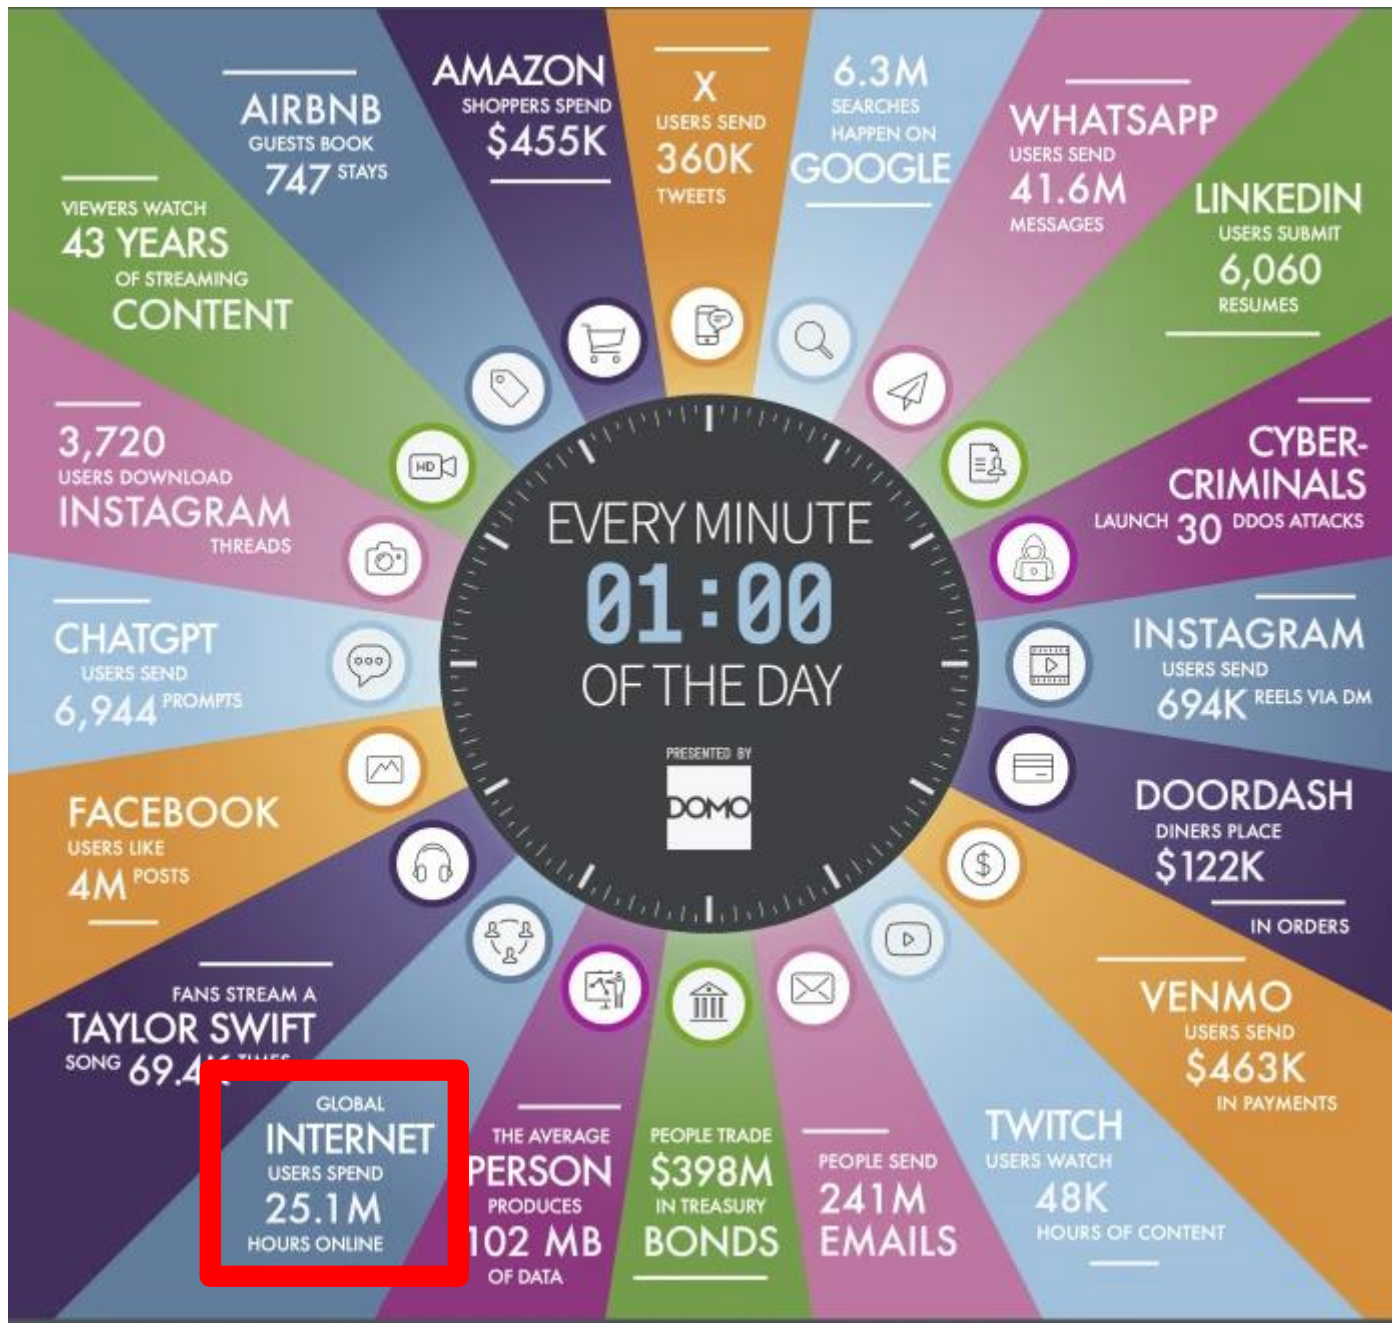 AIRBNB
GUESTS BOOK
747 STAYS
AMAZON
SHOPPERS SPEND
$455K
X
USERS SEND
360K
TWEETS
6.3M
SEARCHES
HAPPEN ON
GOOGLE
WHATSAPP
USERS SEND
41.6M
MESSAGES
LINKEDIN
USERS SUBMIT
6,060
RESUMES
CYBER-
CRIMINALS
LAUNCH 30 DDOS ATTACKS
INSTAGRAM
USERS SEND
694K REELS VIA DM
DOORDASH
DINERS PLACE
$122K
IN ORDERS
VENMO
USERS SEND
$463K
IN PAYMENTS
TWITCH
USERS WATCH
48K
HOURS OF CONTENT
PEOPLE SEND
241M
EMAILS
PEOPLE TRADE
$398M
IN TREASURY
BONDS
THE AVERAGE
PERSON
PRODUCES
102 MB
OF DATA
GLOBAL
INTERNET
USERS SPEND
25.1M
HOURS ONLINE
FANS STREAM A
TAYLOR SWIFT
SONG 69.4K TIMES
FACEBOOK
USERS LIKE
4M POSTS
CHATGPT
USERS SEND
6,944 PROMPTS
3,720
USERS DOWNLOAD
INSTAGRAM
THREADS
VIEWERS WATCH
43 YEARS
OF STREAMING
CONTENT
HD
EVERY MINUTE
01:00
OF THE DAY
PRESENTED BY
DOMO